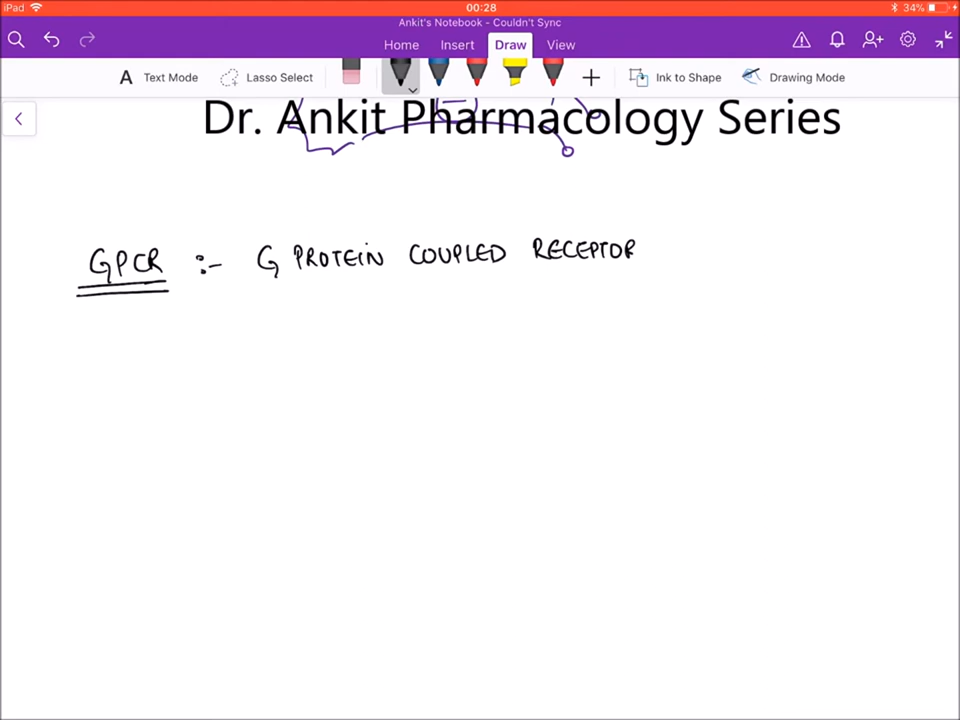 iPad 00:28 34%
Ankit's Notebook - Couldn't Sync
Home Insert Draw View
A Text Mode Lasso Select Ink to Shape Drawing Mode
Dr. Ankit Pharmacology Series
GPCR :- G PROTEIN COUPLED RECEPTOR